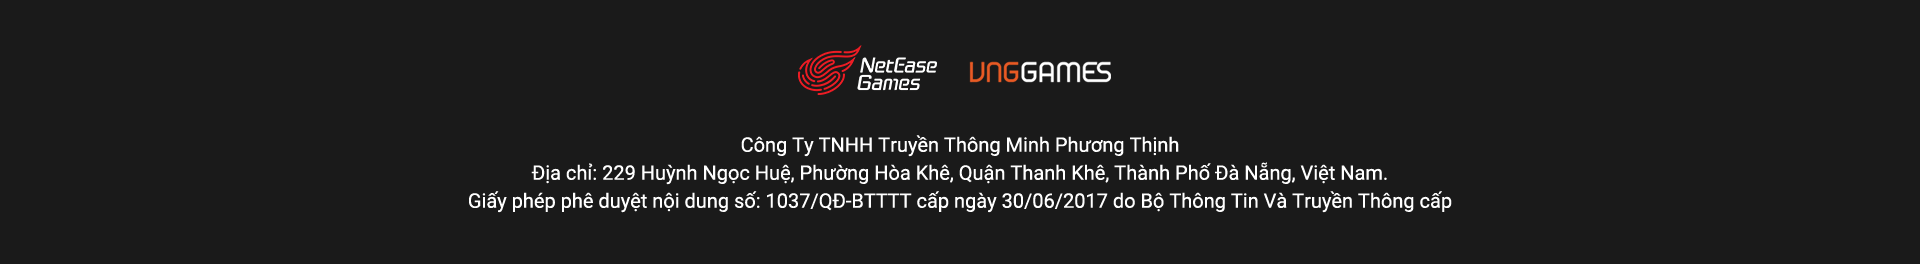 NetEase Games VNGGAMES
Công Ty TNHH Truyền Thông Minh Phương Thịnh
Địa chỉ: 229 Huỳnh Ngọc Huệ, Phường Hòa Khê, Quận Thanh Khê, Thành Phố Đà Nẵng, Việt Nam.
Giấy phép phê duyệt nội dung số: 1037/QĐ-BTTTT cấp ngày 30/06/2017 do Bộ Thông Tin Và Truyền Thông cấp